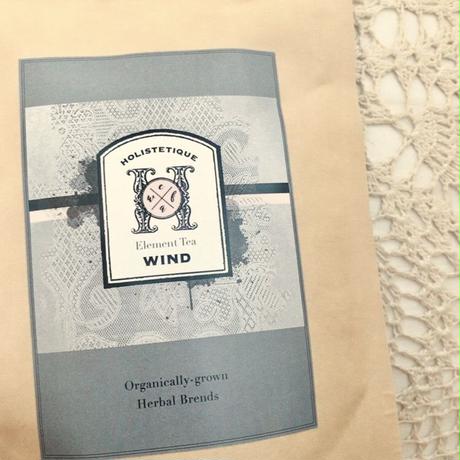 HOLISTETIQUE
H
Element Tea
WIND
Organically-grown
Herbal Brends